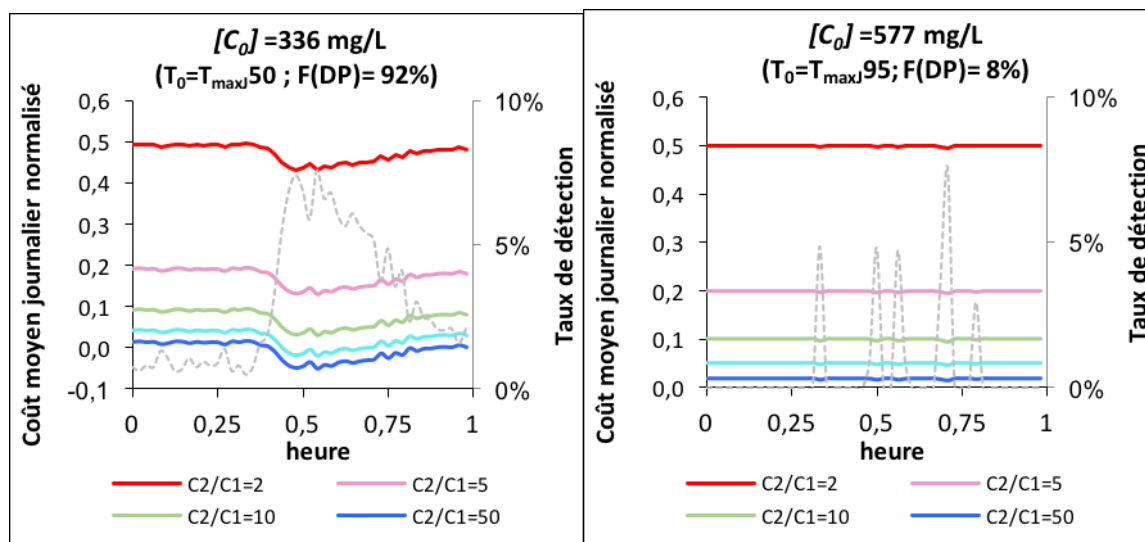 [C₀] =336 mg/L
(T₀=TmaxJ50 ; F(DP)= 92%)
Coût moyen journalier normalisé
0,6
0,5
0,4
0,3
0,2
0,1
0,0
-0,1
10%
5%
0%
Taux de détection
0
0,25
0,5
0,75
1
heure
C2/C1=2
C2/C1=5
C2/C1=10
C2/C1=50
[C₀] =577 mg/L
(T₀=TmaxJ95; F(DP)= 8%)
Coût moyen journalier normalisé
0,6
0,5
0,4
0,3
0,2
0,1
0,0
10%
5%
0%
Taux de détection
0
0,25
0,5
0,75
1
heure
C2/C1=2
C2/C1=5
C2/C1=10
C2/C1=50